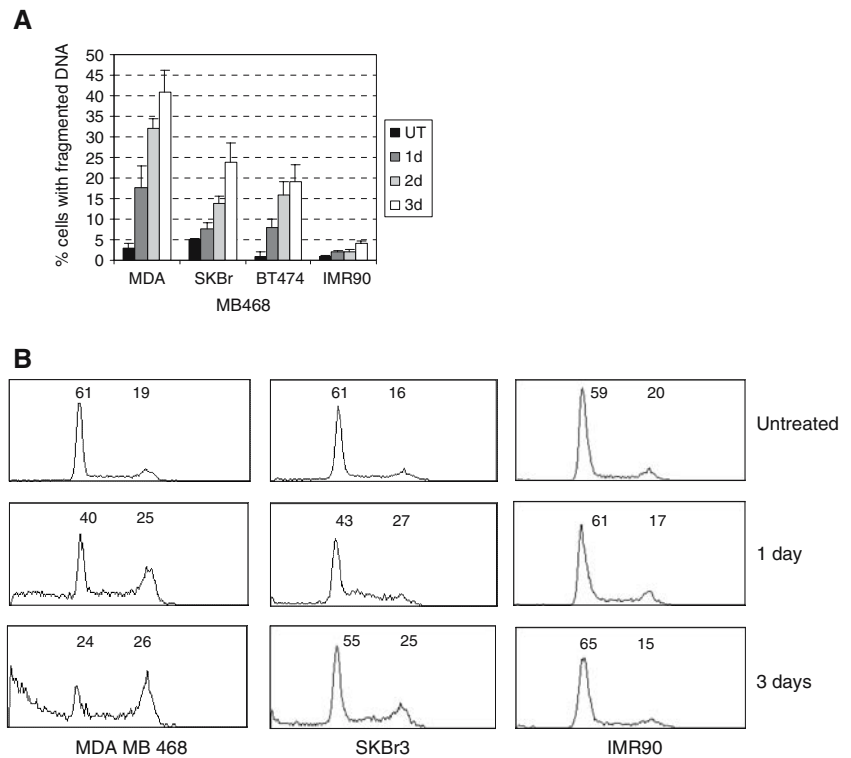 A
% cells with fragmented DNA
50
45
40
35
30
25
20
15
10
5
0
UT
1d
2d
3d
MDA SKBr BT474 IMR90
MB468
B
61 19
61 16
59 20
Untreated
40 25
43 27
61 17
1 day
24 26
55 25
65 15
3 days
MDA MB 468
SKBr3
IMR90